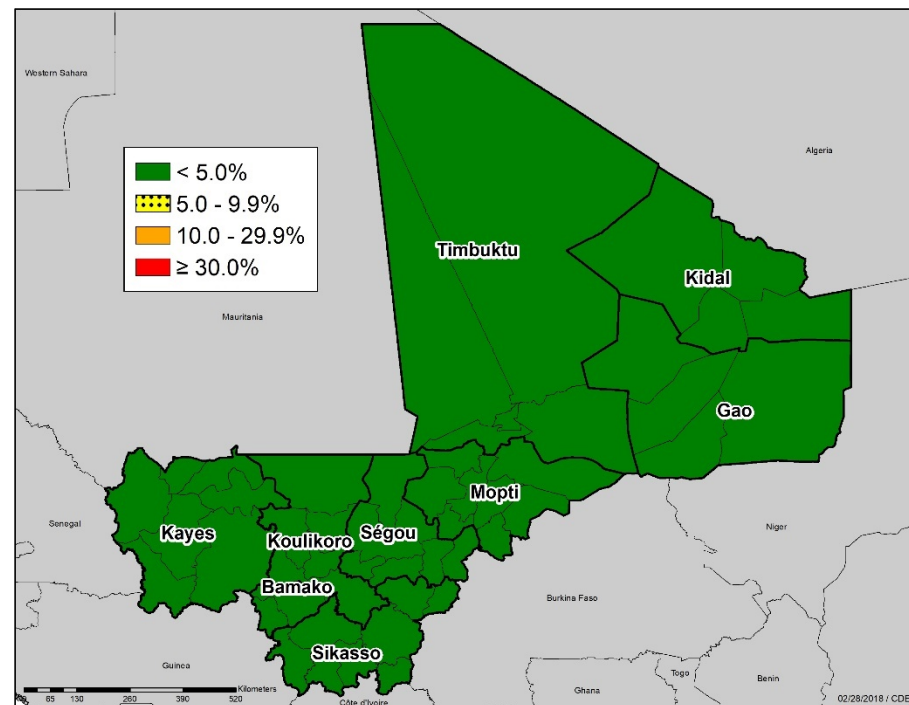 Western Sahara
Algeria
< 5.0%
5.0 - 9.9%
10.0 - 29.9%
≥ 30.0%
Timbuktu
Kidal
Mauritania
Gao
Mopti
Senegal
Kayes
Koulikoro
Ségou
Niger
Bamako
Burkina Faso
Sikasso
Guinea
Kilometers
65 130 260 390 520
Côte d'Ivoire
Ghana
Togo
Benin
02/28/2018 / CDE